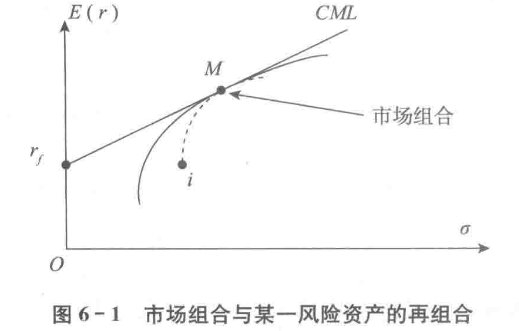 E(r)
CML
M
市场组合
r_f
i
σ
O
图 6-1 市场组合与某一风险资产的再组合